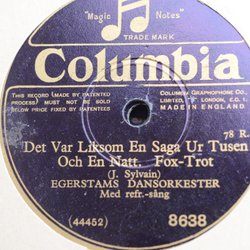 "Magic Notes"
TRADE MARK
Columbia
THIS RECORD (MADE BY PATENTED
PROCESS) MUST NOT BE SOLD
BELOW PRICE FIXED BY PATENTEES
COLUMBIA GRAPHOPHONE CO.
LIMITED, LONDON, E.C.1.
MADE IN ENGLAND
78 R.
Det Var Liksom En Saga Ur Tusen
Och En Natt. Fox-Trot
(J. Sylvain)
EGERSTAMS DANSORKESTER
Med refr.-sång
(44452)
8638